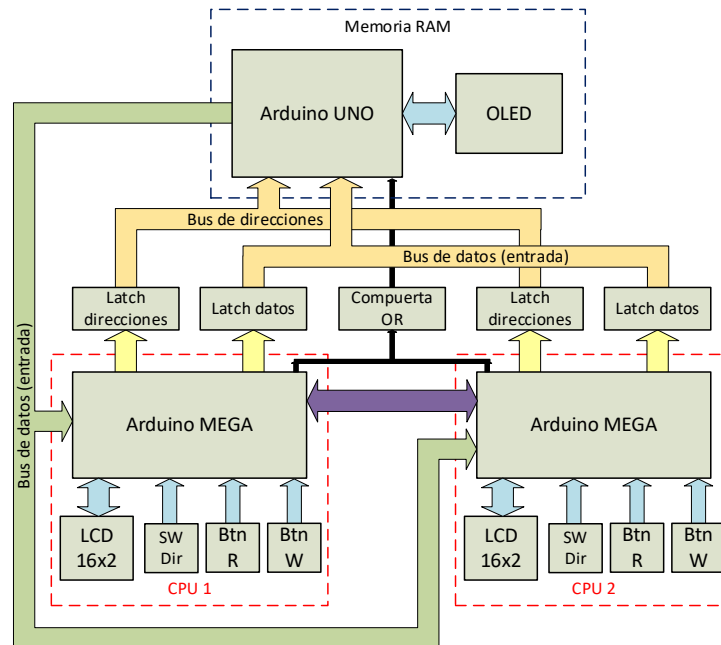 Memoria RAM
Arduino UNO
OLED
Bus de direcciones
Bus de datos (entrada)
Latch
direcciones
Latch datos
Compuerta
OR
Latch
direcciones
Latch datos
Bus de datos (entrada)
Arduino MEGA
Arduino MEGA
LCD
16x2
SW
Dir
Btn
R
Btn
W
LCD
16x2
SW
Dir
Btn
R
Btn
W
CPU 1
CPU 2